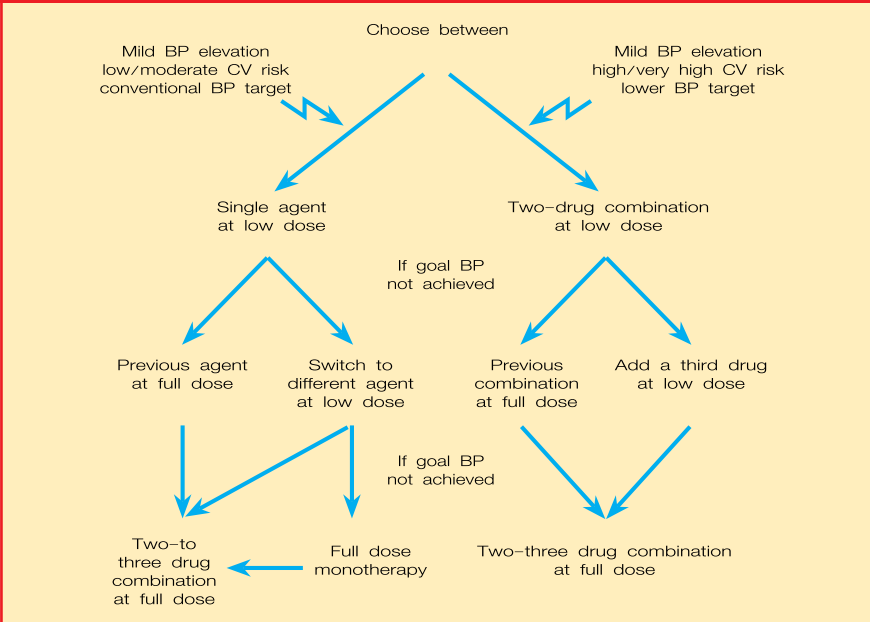 Choose between
Mild BP elevation
low/moderate CV risk
conventional BP target
Mild BP elevation
high/very high CV risk
lower BP target
Single agent
at low dose
Two-drug combination
at low dose
If goal BP
not achieved
Previous agent
at full dose
Switch to
different agent
at low dose
Previous
combination
at full dose
Add a third drug
at low dose
If goal BP
not achieved
Two-to
three drug
combination
at full dose
Full dose
monotherapy
Two-three drug combination
at full dose